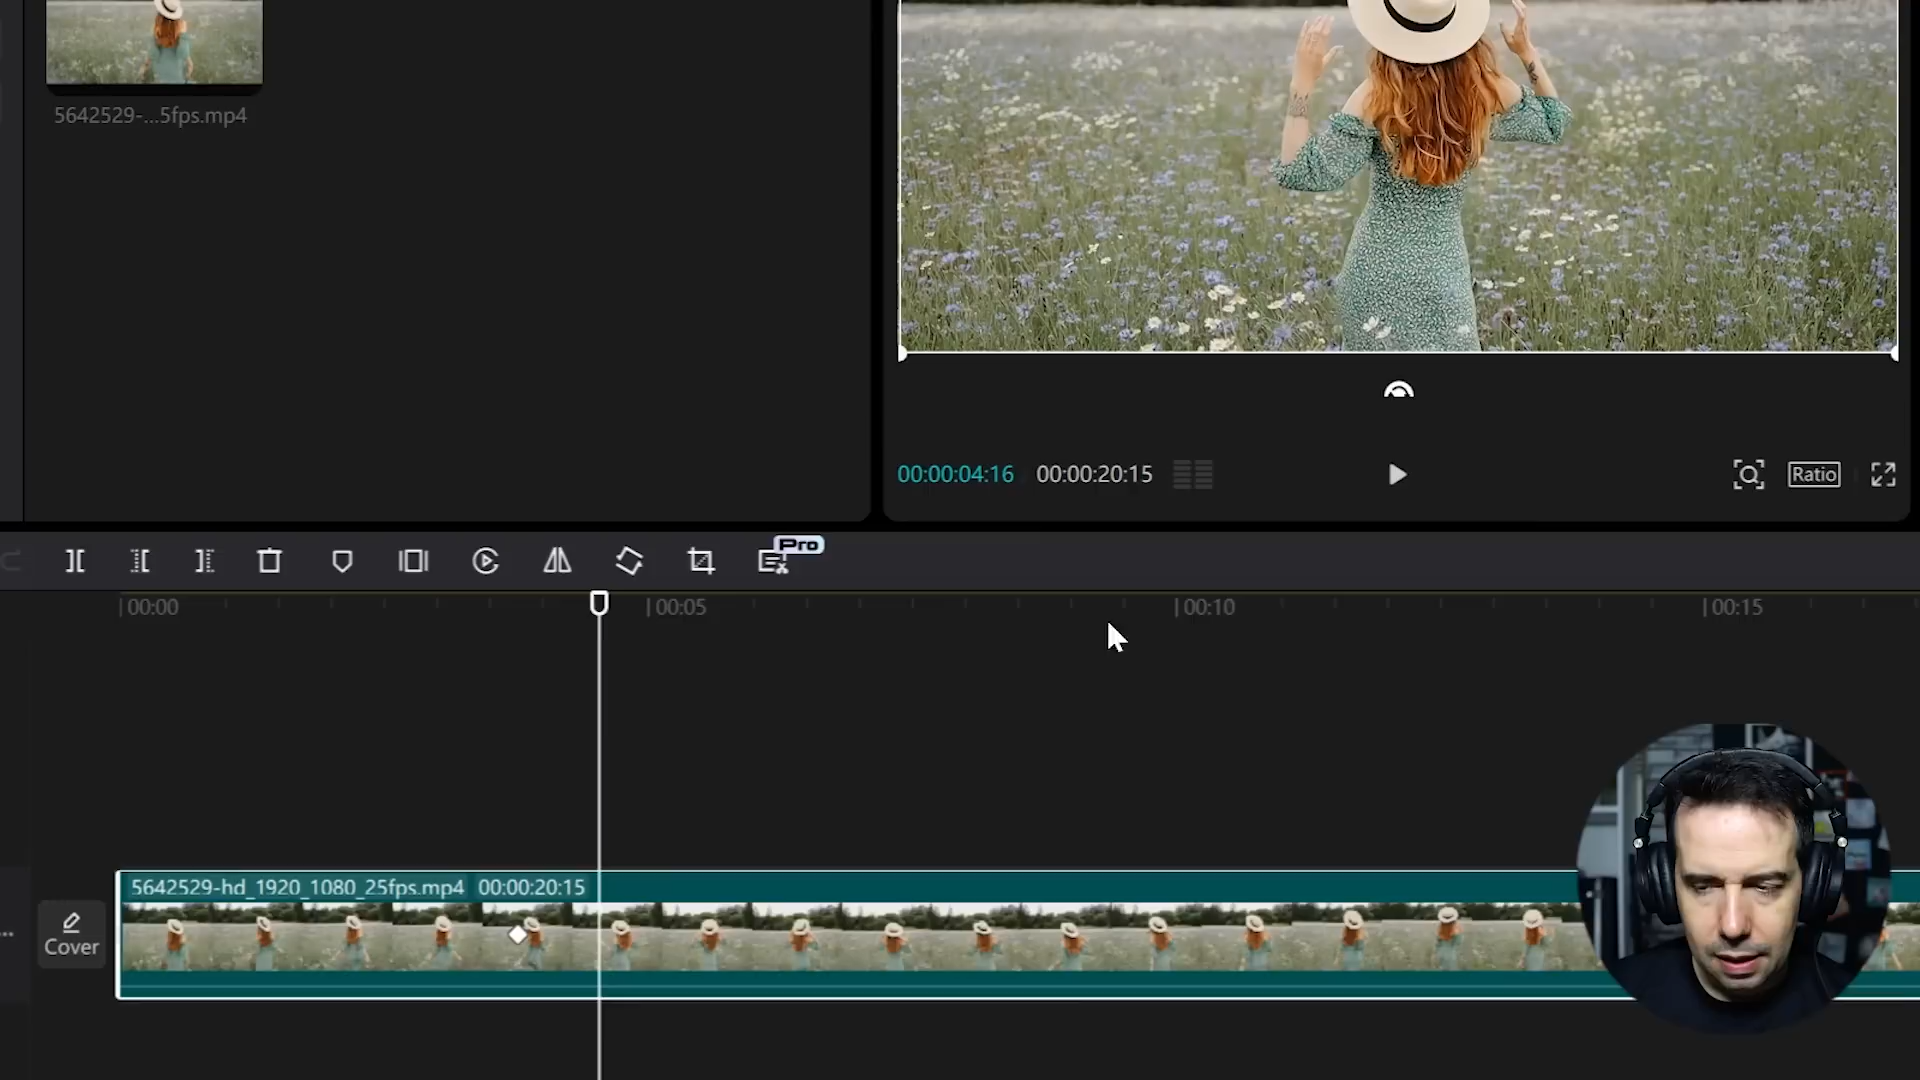 5642529-...5fps.mp4
00:00:04:16 00:00:20:15
Ratio
Pro
00:00 00:05 00:10 00:15
5642529-hd_1920_1080_25fps.mp4 00:00:20:15
Cover